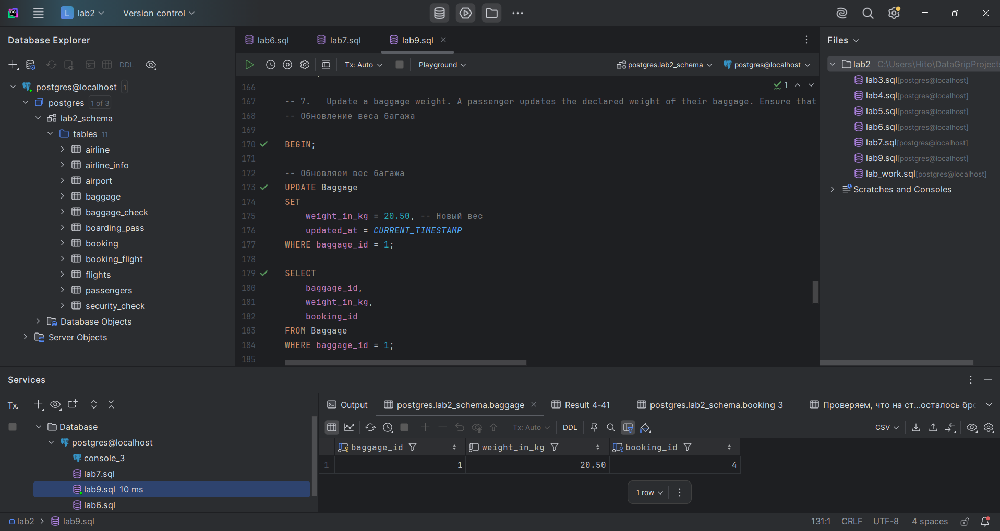 L lab2
Version control
Database Explorer
lab6.sql
lab7.sql
lab9.sql
Files
DDL
Tx: Auto
Playground
postgres.lab2_schema
postgres@localhost
postgres@localhost 1
postgres 1 of 3
lab2_schema
tables 11
airline
airline_info
airport
baggage
baggage_check
boarding_pass
booking
booking_flight
flights
passengers
security_check
Database Objects
Server Objects
1
166
167 -- 7.   Update a baggage weight. A passenger updates the declared weight of their baggage. Ensure that
168 -- Обновление веса багажа
169
170 BEGIN;
171
172 -- Обновляем вес багажа
173 UPDATE Baggage
174 SET
175     weight_in_kg = 20.50, -- Новый вес
176     updated_at = CURRENT_TIMESTAMP
177 WHERE baggage_id = 1;
178
179 SELECT
180     baggage_id,
181     weight_in_kg,
182     booking_id
183 FROM Baggage
184 WHERE baggage_id = 1;
185
lab2 C:\Users\Hito\DataGripProject
lab3.sql [postgres@localhost]
lab4.sql [postgres@localhost]
lab5.sql [postgres@localhost]
lab6.sql [postgres@localhost]
lab7.sql [postgres@localhost]
lab9.sql [postgres@localhost]
lab_work.sql [postgres@localhost]
Scratches and Consoles
Services
Tx
Database
postgres@localhost
console_3
lab7.sql
lab9.sql 10 ms
lab6.sql
Output
postgres.lab2_schema.baggage
Result 4-41
postgres.lab2_schema.booking 3
Проверяем, что на ст...осталось бр
Tx: Auto
DDL
CSV
baggage_id weight_in_kg booking_id
1 1 20.50 4
1 row
lab2 > lab9.sql
131:1 CRLF UTF-8 4 spaces